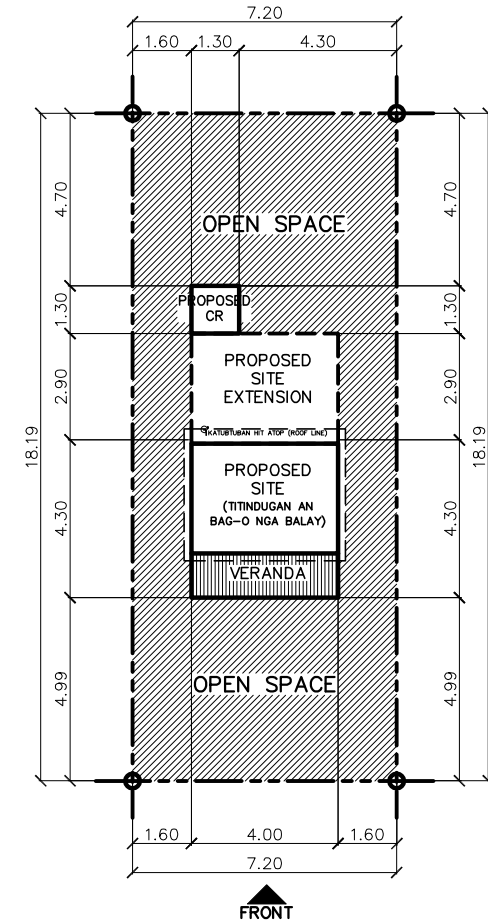 7.20
1.60 1.30 4.30
4.70 4.70
OPEN SPACE
PROPOSED
CR
1.30 1.30
PROPOSED
SITE
EXTENSION
2.90 2.90
KATUBTUBAN HIT ATOP (ROOF LINE)
18.19 18.19
PROPOSED
SITE
(TITINDUGAN AN
BAG-O NGA BALAY)
4.30 4.30
VERANDA
OPEN SPACE
4.99 4.99
1.60 4.00 1.60
7.20
FRONT